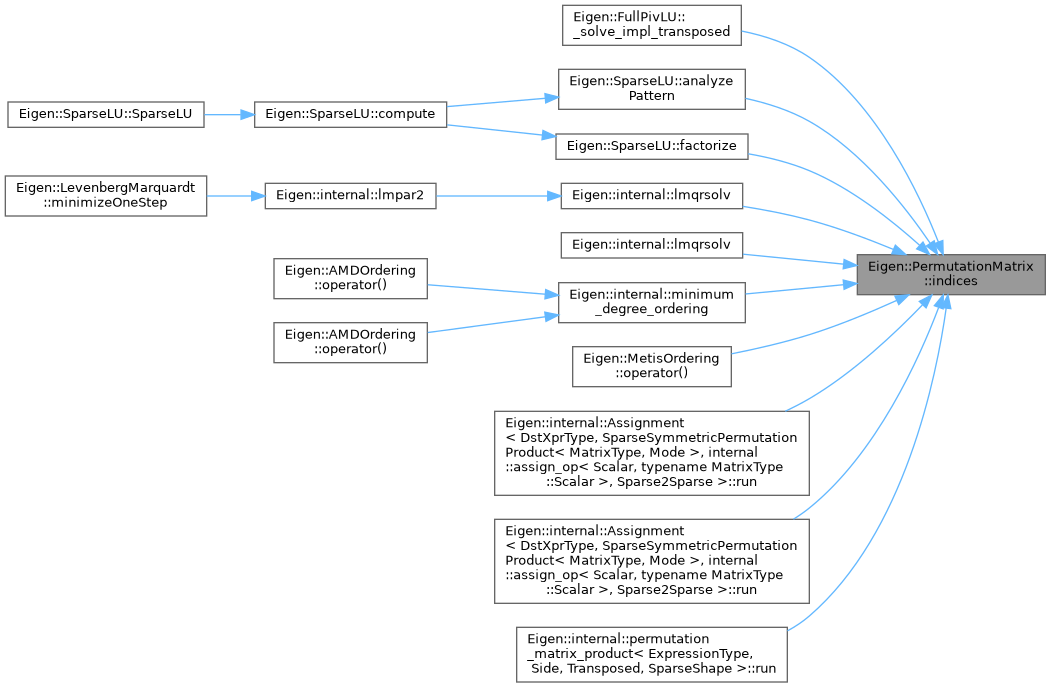 Eigen::FullPivLU::
_solve_impl_transposed
Eigen::SparseLU::analyze
Pattern
Eigen::SparseLU::SparseLU
Eigen::SparseLU::compute
Eigen::SparseLU::factorize
Eigen::LevenbergMarquardt
::minimizeOneStep
Eigen::internal::lmpar2
Eigen::internal::lmqrsolv
Eigen::internal::lmqrsolv
Eigen::PermutationMatrix
::indices
Eigen::AMDOrdering
::operator()
Eigen::internal::minimum
_degree_ordering
Eigen::AMDOrdering
::operator()
Eigen::MetisOrdering
::operator()
Eigen::internal::Assignment
< DstXprType, SparseSymmetricPermutation
Product< MatrixType, Mode >, internal
::assign_op< Scalar, typename MatrixType
::Scalar >, Sparse2Sparse >::run
Eigen::internal::Assignment
< DstXprType, SparseSymmetricPermutation
Product< MatrixType, Mode >, internal
::assign_op< Scalar, typename MatrixType
::Scalar >, Sparse2Sparse >::run
Eigen::internal::permutation
_matrix_product< ExpressionType,
Side, Transposed, SparseShape >::run